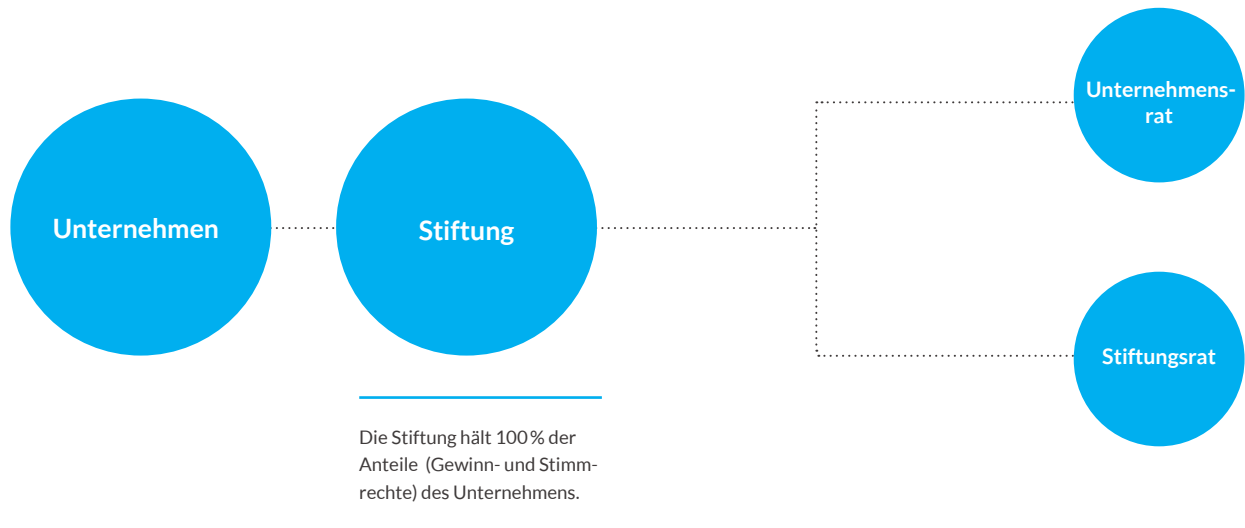 Unternehmens-
rat
Unternehmen
Stiftung
Stiftungsrat
Die Stiftung hält 100 % der
Anteile (Gewinn- und Stimm-
rechte) des Unternehmens.